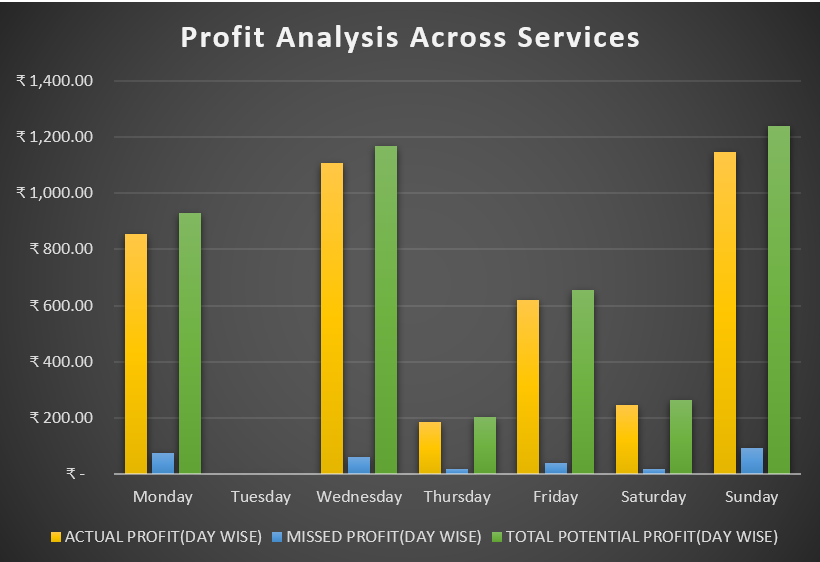 Profit Analysis Across Services
₹ 1,400.00
₹ 1,200.00
₹ 1,000.00
₹ 800.00
₹ 600.00
₹ 400.00
₹ 200.00
₹ -
Monday Tuesday Wednesday Thursday Friday Saturday Sunday
ACTUAL PROFIT(DAY WISE) MISSED PROFIT(DAY WISE) TOTAL POTENTIAL PROFIT(DAY WISE)